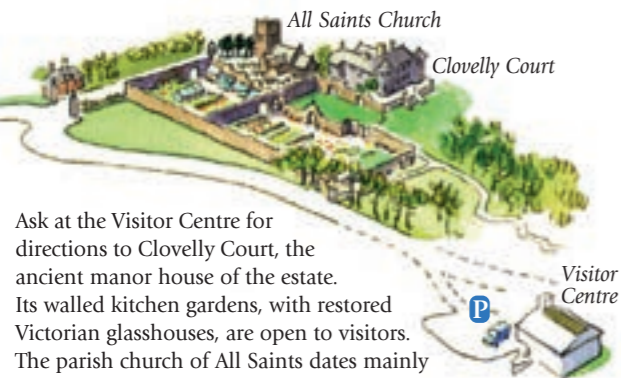 All Saints Church
Clovelly Court
Ask at the Visitor Centre for
directions to Clovelly Court, the
ancient manor house of the estate.
Its walled kitchen gardens, with restored
Victorian glasshouses, are open to visitors.
The parish church of All Saints dates mainly
Visitor
Centre
P